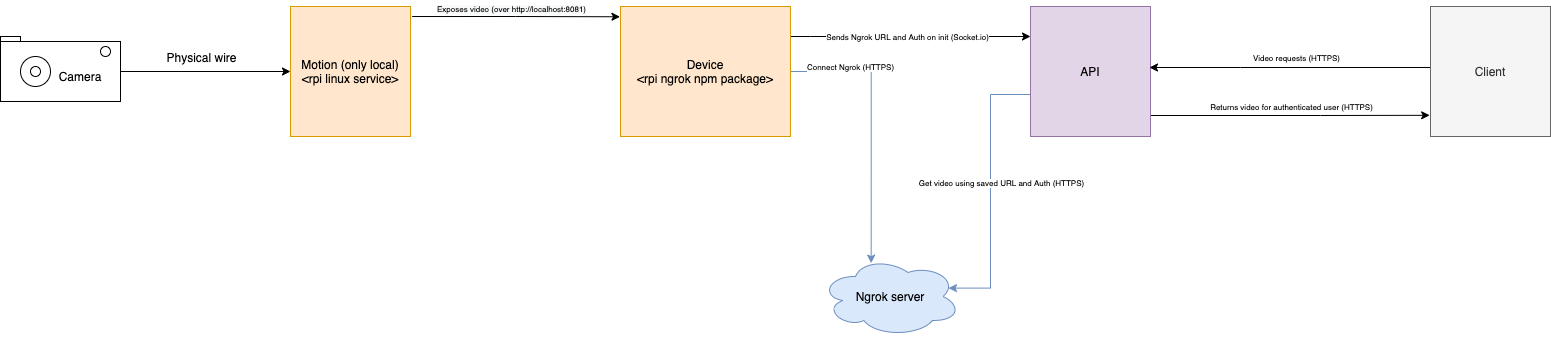 Camera
Physical wire
Motion (only local)
<rpi linux service>
Exposes video (over http://localhost:8081)
Device
<rpi ngrok npm package>
Sends Ngrok URL and Auth on init (Socket.io)
Connect Ngrok (HTTPS)
API
Video requests (HTTPS)
Returns video for authenticated user (HTTPS)
Client
Get video using saved URL and Auth (HTTPS)
Ngrok server